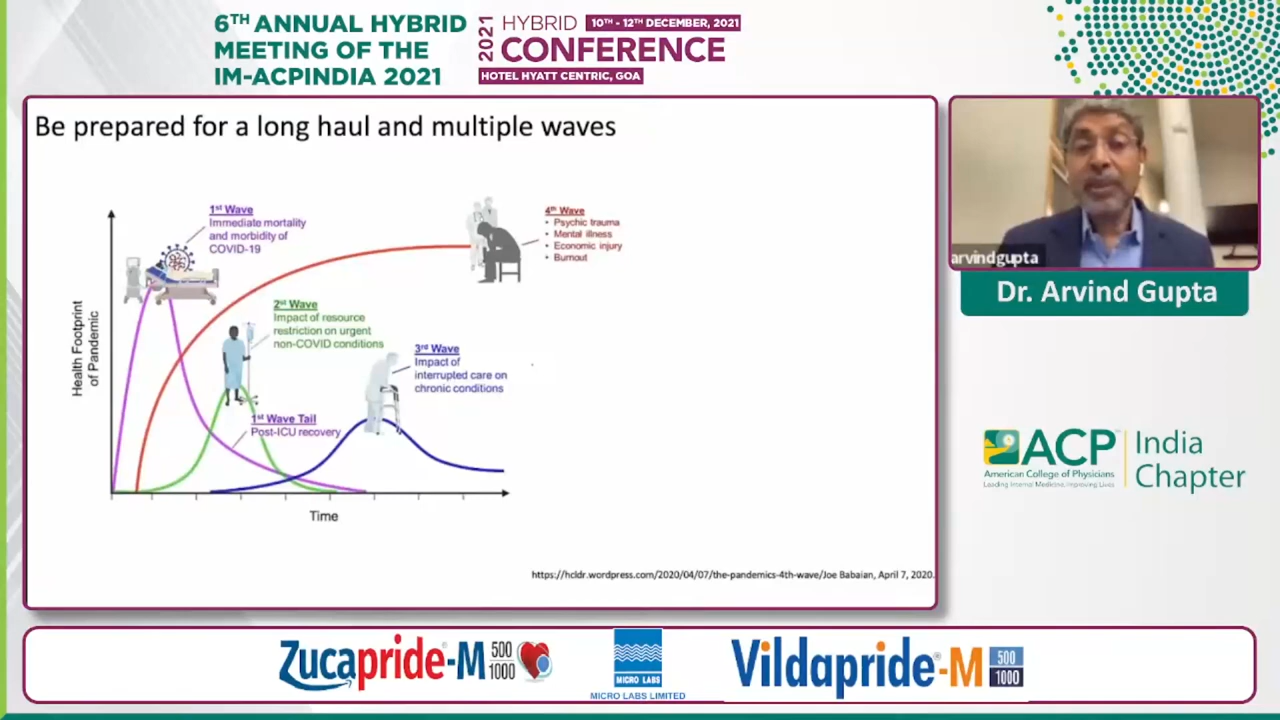 6TH ANNUAL HYBRID
MEETING OF THE
IM-ACPINDIA 2021
2021
HYBRID
10TH - 12TH DECEMBER, 2021
CONFERENCE
HOTEL HYATT CENTRIC, GOA
Be prepared for a long haul and multiple waves
Health Footprint
of Pandemic
1st Wave
Immediate mortality
and morbidity of
COVID-19
2st Wave
Impact of resource
restriction on urgent
non-COVID conditions
1st Wave Tail
Post-ICU recovery
3rd Wave
Impact of
interrupted care on
chronic conditions
4th Wave
• Psychic trauma
• Mental illness
• Economic injury
• Burnout
Time
https://hcldr.wordpress.com/2020/04/07/the-pandemics-4th-wave/Joe Babaian, April 7, 2020.
arvindgupta
Dr. Arvind Gupta
ACP
American College of Physicians
Leading Internal Medicine, Improving Lives
India
Chapter
Zucapride®-M 500
1000
MICRO LABS
MICRO LABS LIMITED
Vildapride®-M 500
1000